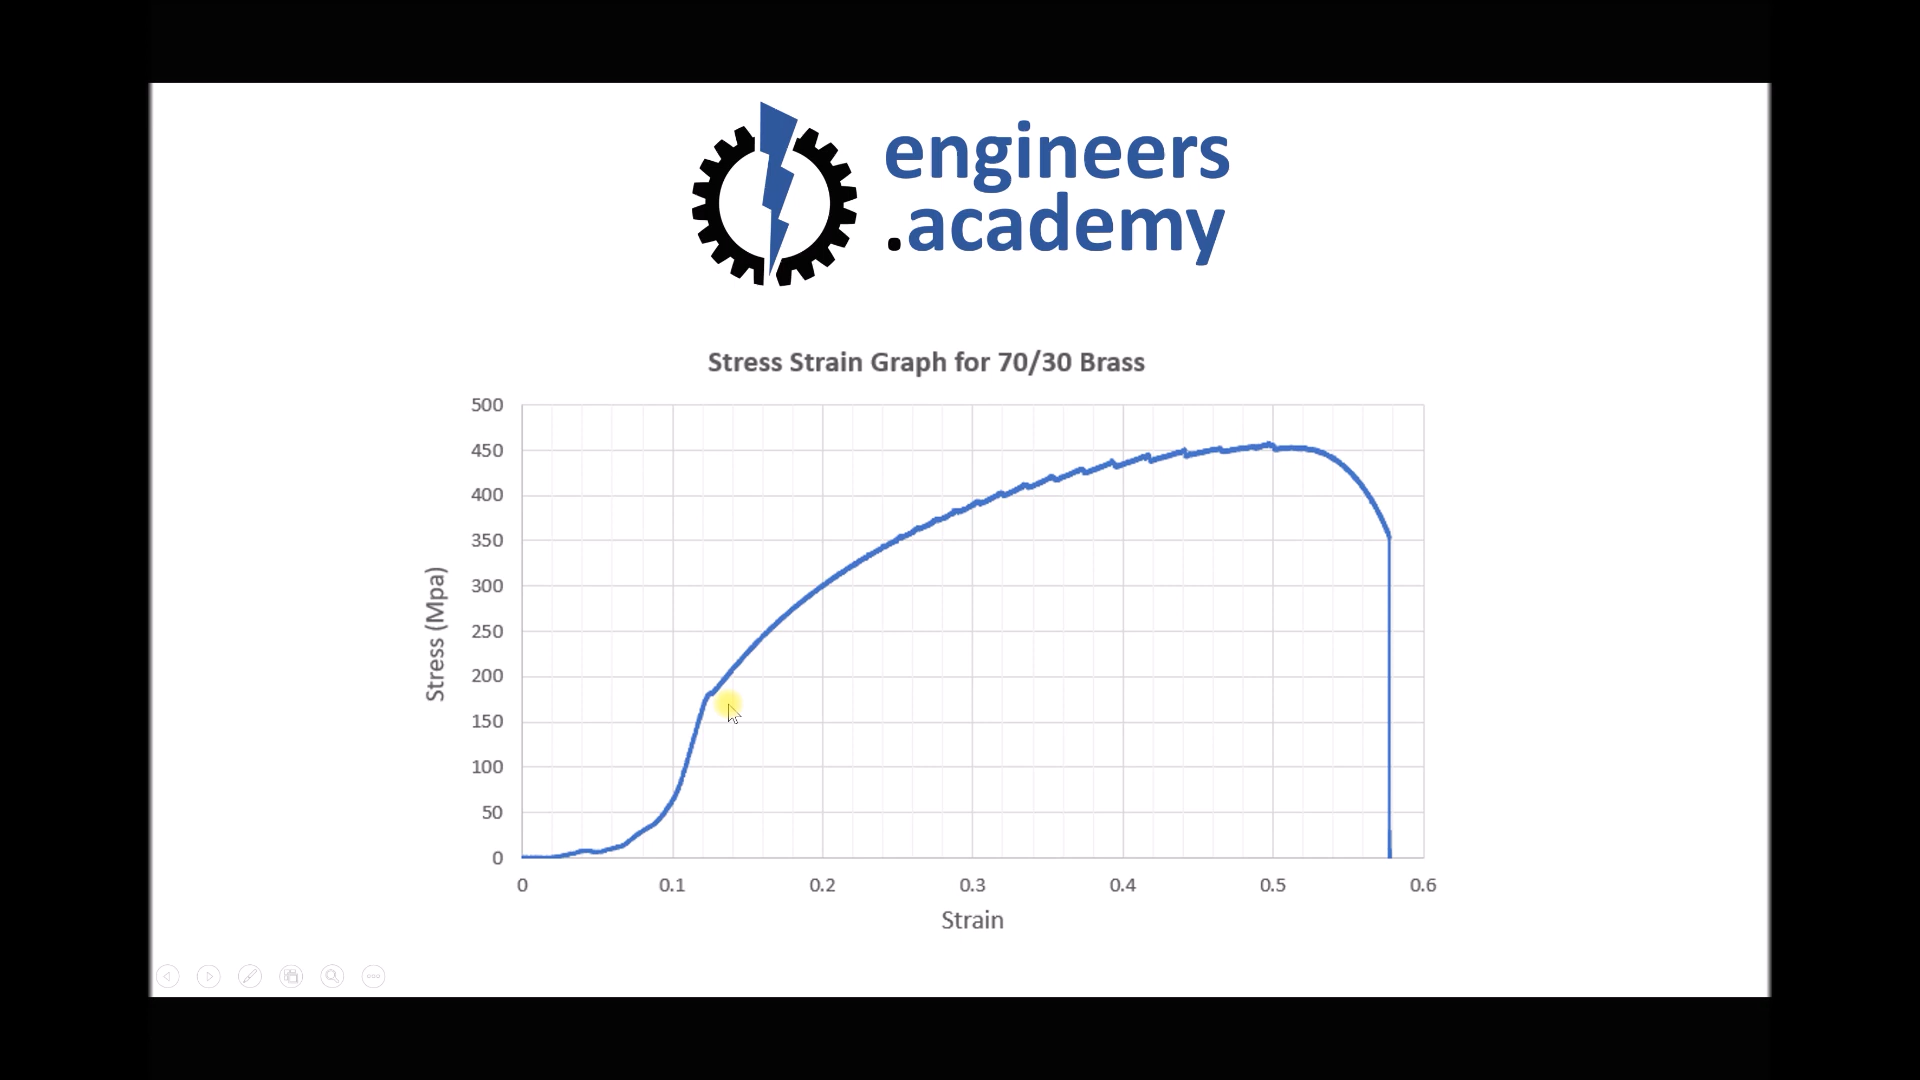 engineers
.academy
Stress Strain Graph for 70/30 Brass
500
450
400
350
300
250
200
150
100
50
0
Stress (Mpa)
0 0.1 0.2 0.3 0.4 0.5 0.6
Strain